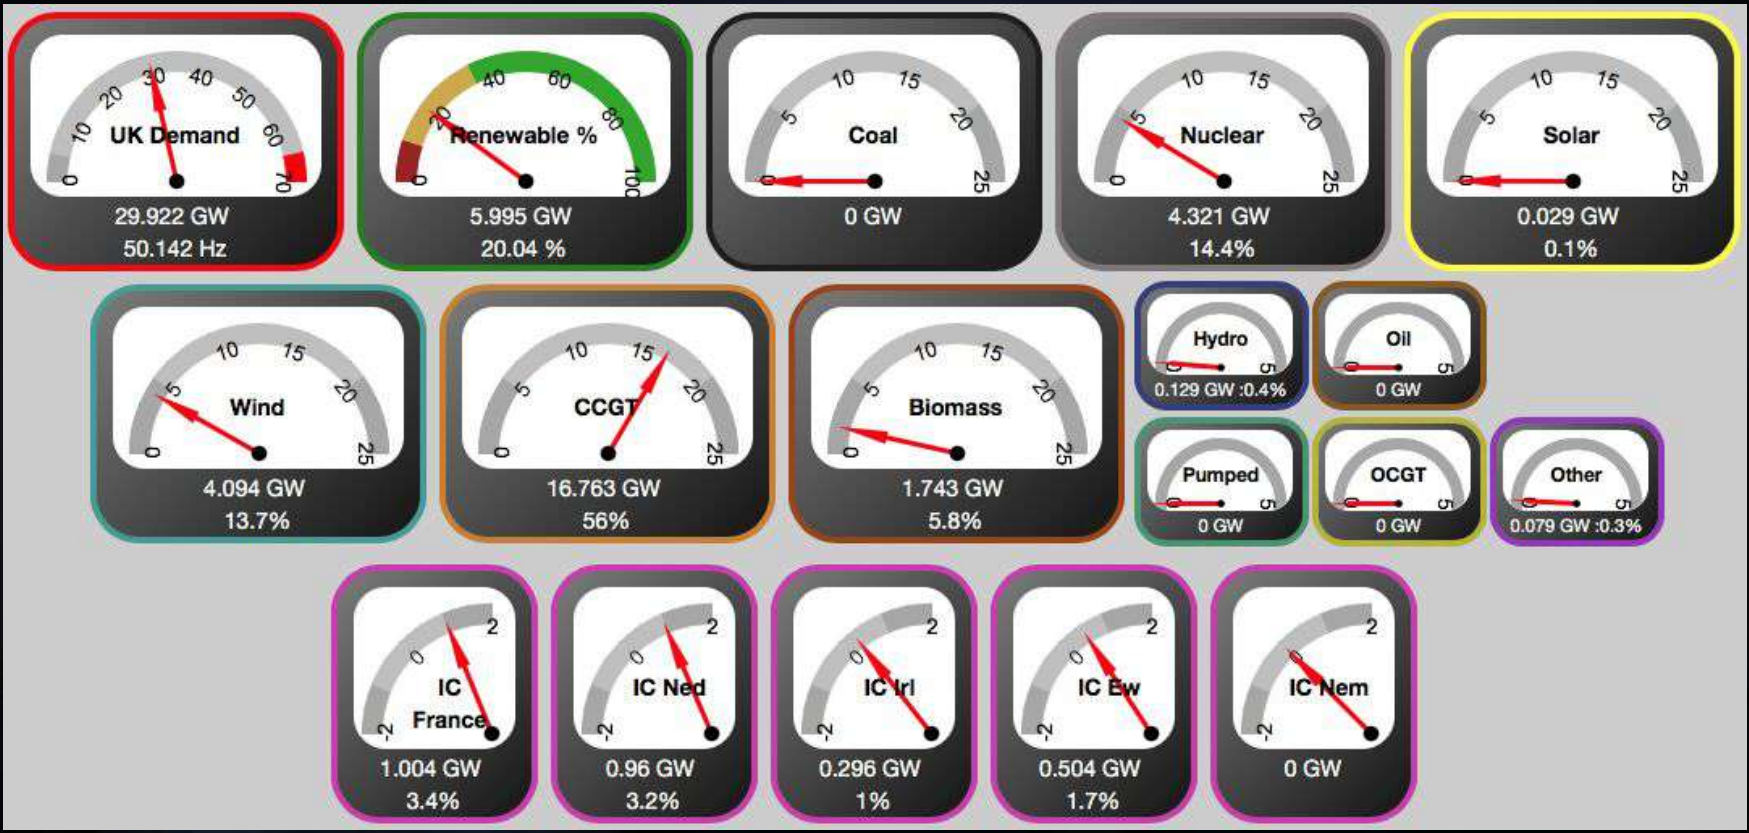 0 10 20 30 40 50 60 70
UK Demand
29.922 GW
50.142 Hz
0 20 40 60 80 100
Renewable %
5.995 GW
20.04 %
0 5 10 15 20 25
Coal
0 GW
0 5 10 15 20 25
Nuclear
4.321 GW
14.4%
0 5 10 15 20 25
Solar
0.029 GW
0.1%
0 5 10 15 20 25
Wind
4.094 GW
13.7%
0 5 10 15 20 25
CCGT
16.763 GW
56%
0 5 10 15 20 25
Biomass
1.743 GW
5.8%
Hydro
0 5
0.129 GW :0.4%
Oil
0 5
0 GW
Pumped
0 5
0 GW
OCGT
0 5
0 GW
Other
0 5
0.079 GW :0.3%
-2 0 2
IC
France
1.004 GW
3.4%
-2 0 2
IC Ned
0.96 GW
3.2%
-2 0 2
IC Irl
0.296 GW
1%
-2 0 2
IC Ew
0.504 GW
1.7%
-2 0 2
IC Nem
0 GW